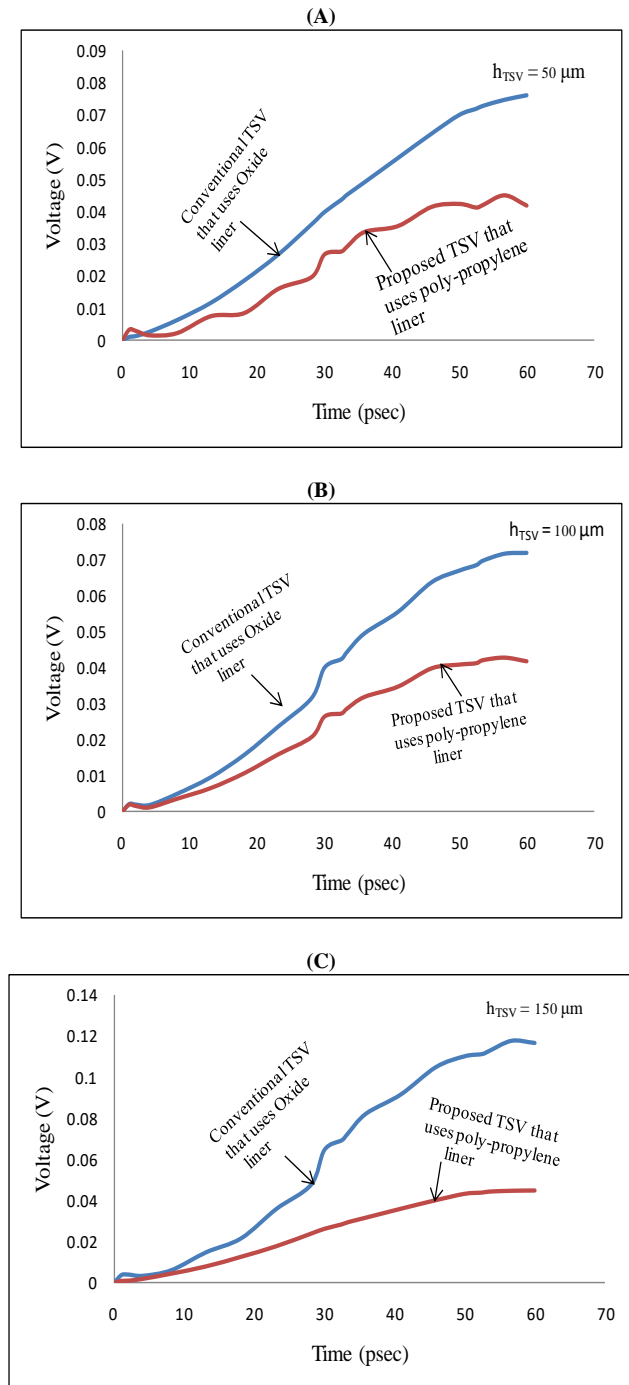 (A)
0.09
0.08
0.07
0.06
0.05
0.04
0.03
0.02
0.01
0
Voltage (V)
h_TSV = 50 μm
Conventional TSV
that uses Oxide
liner
Proposed TSV that
uses poly-propylene
liner
0 10 20 30 40 50 60 70
Time (psec)
(B)
0.08
0.07
0.06
0.05
0.04
0.03
0.02
0.01
0
Voltage (V)
h_TSV = 100 μm
Conventional TSV
that uses Oxide
liner
Proposed TSV that
uses poly-propylene
liner
0 10 20 30 40 50 60 70
Time (psec)
(C)
0.14
0.12
0.1
0.08
0.06
0.04
0.02
0
Voltage (V)
h_TSV = 150 μm
Conventional TSV
that uses Oxide
liner
Proposed TSV that
uses poly-propylene
liner
0 10 20 30 40 50 60 70
Time (psec)